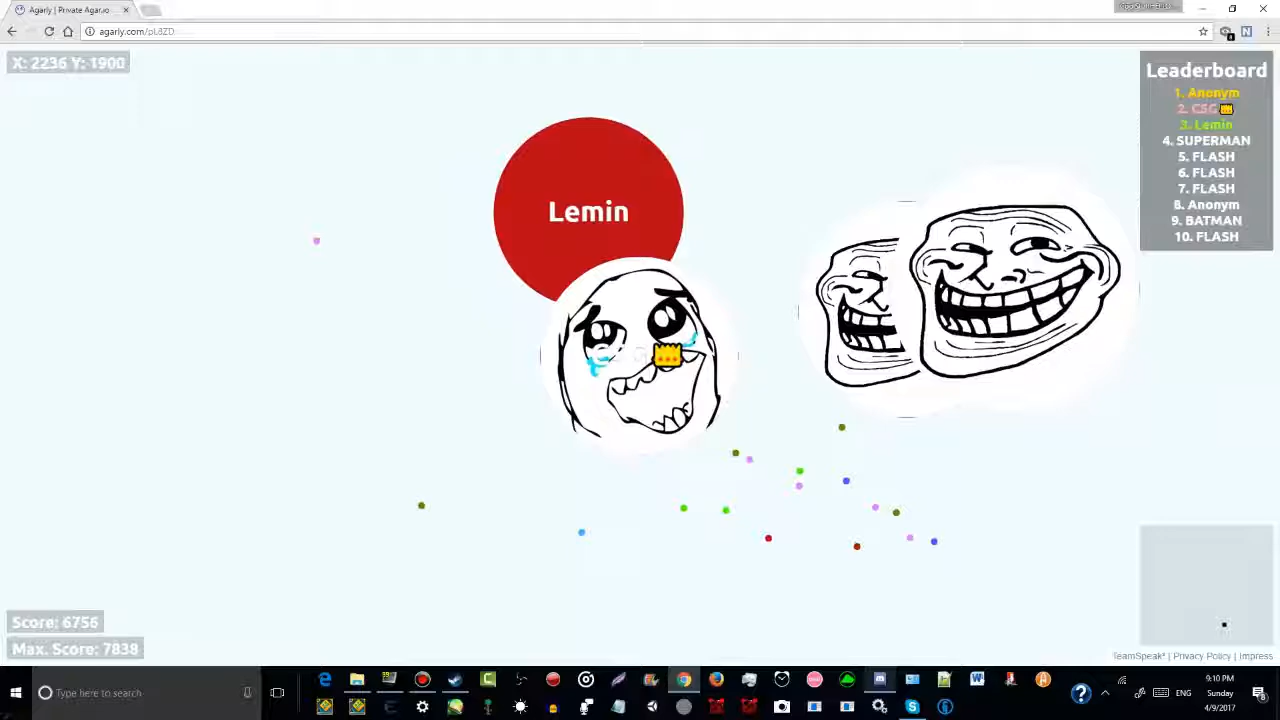 Agarly | Private Agar.io
agarly.com/pL8ZD
X: 2236 Y: 1900
Leaderboard
1. Anonym
2. CSG
3. Lemin
4. SUPERMAN
5. FLASH
6. FLASH
7. FLASH
8. Anonym
9. BATMAN
10. FLASH
Lemin
CSG
Score: 6756
Max. Score: 7838
TeamSpeak³ | Privacy Policy | Impress
Type here to search
ENG
9:10 PM
Sunday
4/9/2017